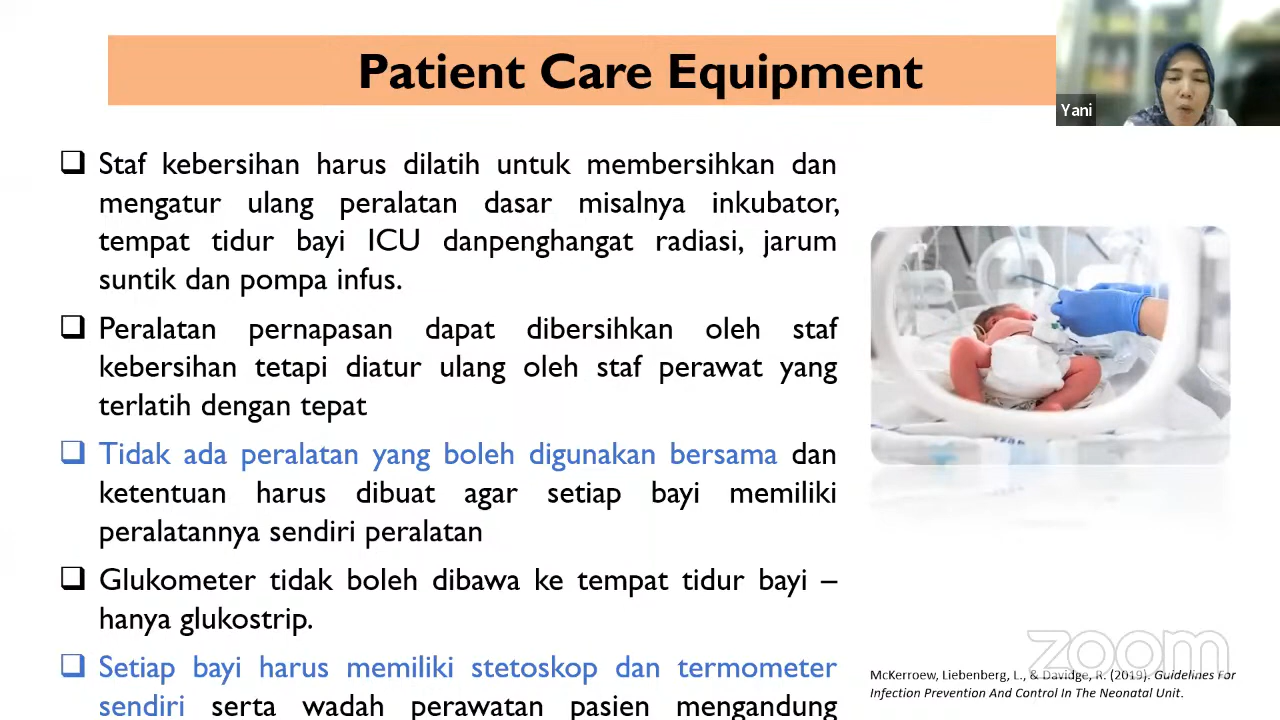 Patient Care Equipment
Yani
❑ Staf kebersihan harus dilatih untuk membersihkan dan
mengatur ulang peralatan dasar misalnya inkubator,
tempat tidur bayi ICU danpenghangat radiasi, jarum
suntik dan pompa infus.
❑ Peralatan pernapasan dapat dibersihkan oleh staf
kebersihan tetapi diatur ulang oleh staf perawat yang
terlatih dengan tepat
❑ Tidak ada peralatan yang boleh digunakan bersama dan
ketentuan harus dibuat agar setiap bayi memiliki
peralatannya sendiri peralatan
❑ Glukometer tidak boleh dibawa ke tempat tidur bayi –
hanya glukostrip.
❑ Setiap bayi harus memiliki stetoskop dan termometer
sendiri serta wadah perawatan pasien mengandung
zoom
McKerroew, Liebenberg, L., & Davidge, R. (2019). Guidelines For
Infection Prevention And Control In The Neonatal Unit.